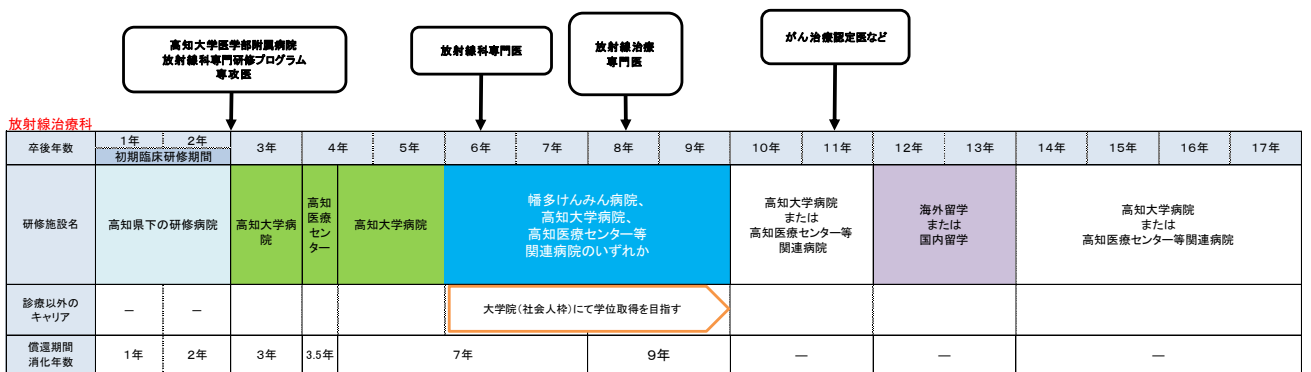 高知大学医学部附属病院
放射線科専門研修プログラム
専攻医
放射線科専門医
放射線治療
専門医
がん治療認定医など
放射線治療科
卒後年数
1年
2年
初期臨床研修期間
3年
4年
5年
6年
7年
8年
9年
10年
11年
12年
13年
14年
15年
16年
17年
研修施設名
高知県下の研修病院
高知大学病
院
高知
医療
セン
ター
高知大学病院
幡多けんみん病院、
高知大学病院、
高知医療センター等
関連病院のいずれか
高知大学病院
または
高知医療センター等
関連病院
海外留学
または
国内留学
高知大学病院
または
高知医療センター等関連病院
診療以外の
キャリア
―
―
大学院(社会人枠)にて学位取得を目指す
償還期間
消化年数
1年
2年
3年
3.5年
7年
9年
―
―
―